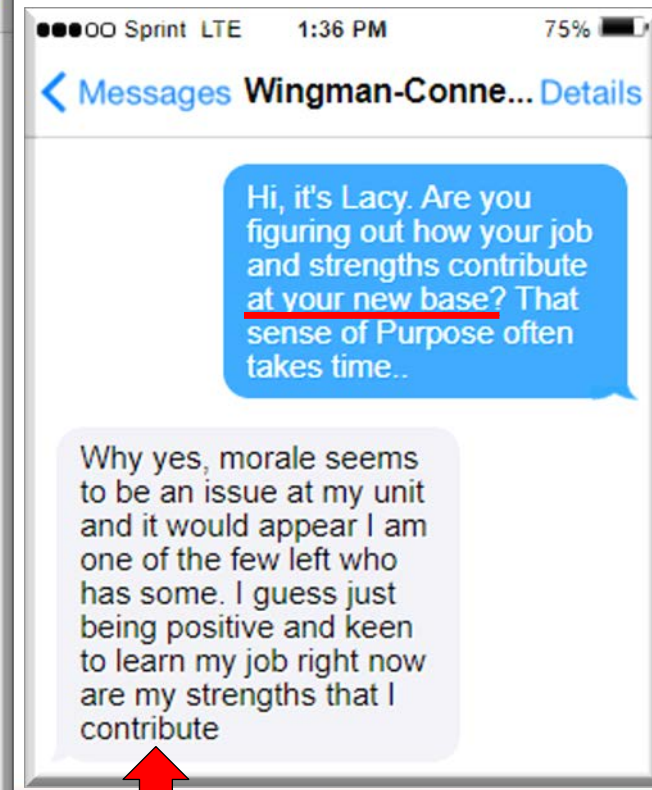 Sprint LTE 1:36 PM 75%
Messages Wingman-Conne... Details
Hi, it's Lacy. Are you
figuring out how your job
and strengths contribute
at your new base? That
sense of Purpose often
takes time..
Why yes, morale seems
to be an issue at my unit
and it would appear I am
one of the few left who
has some. I guess just
being positive and keen
to learn my job right now
are my strengths that I
contribute